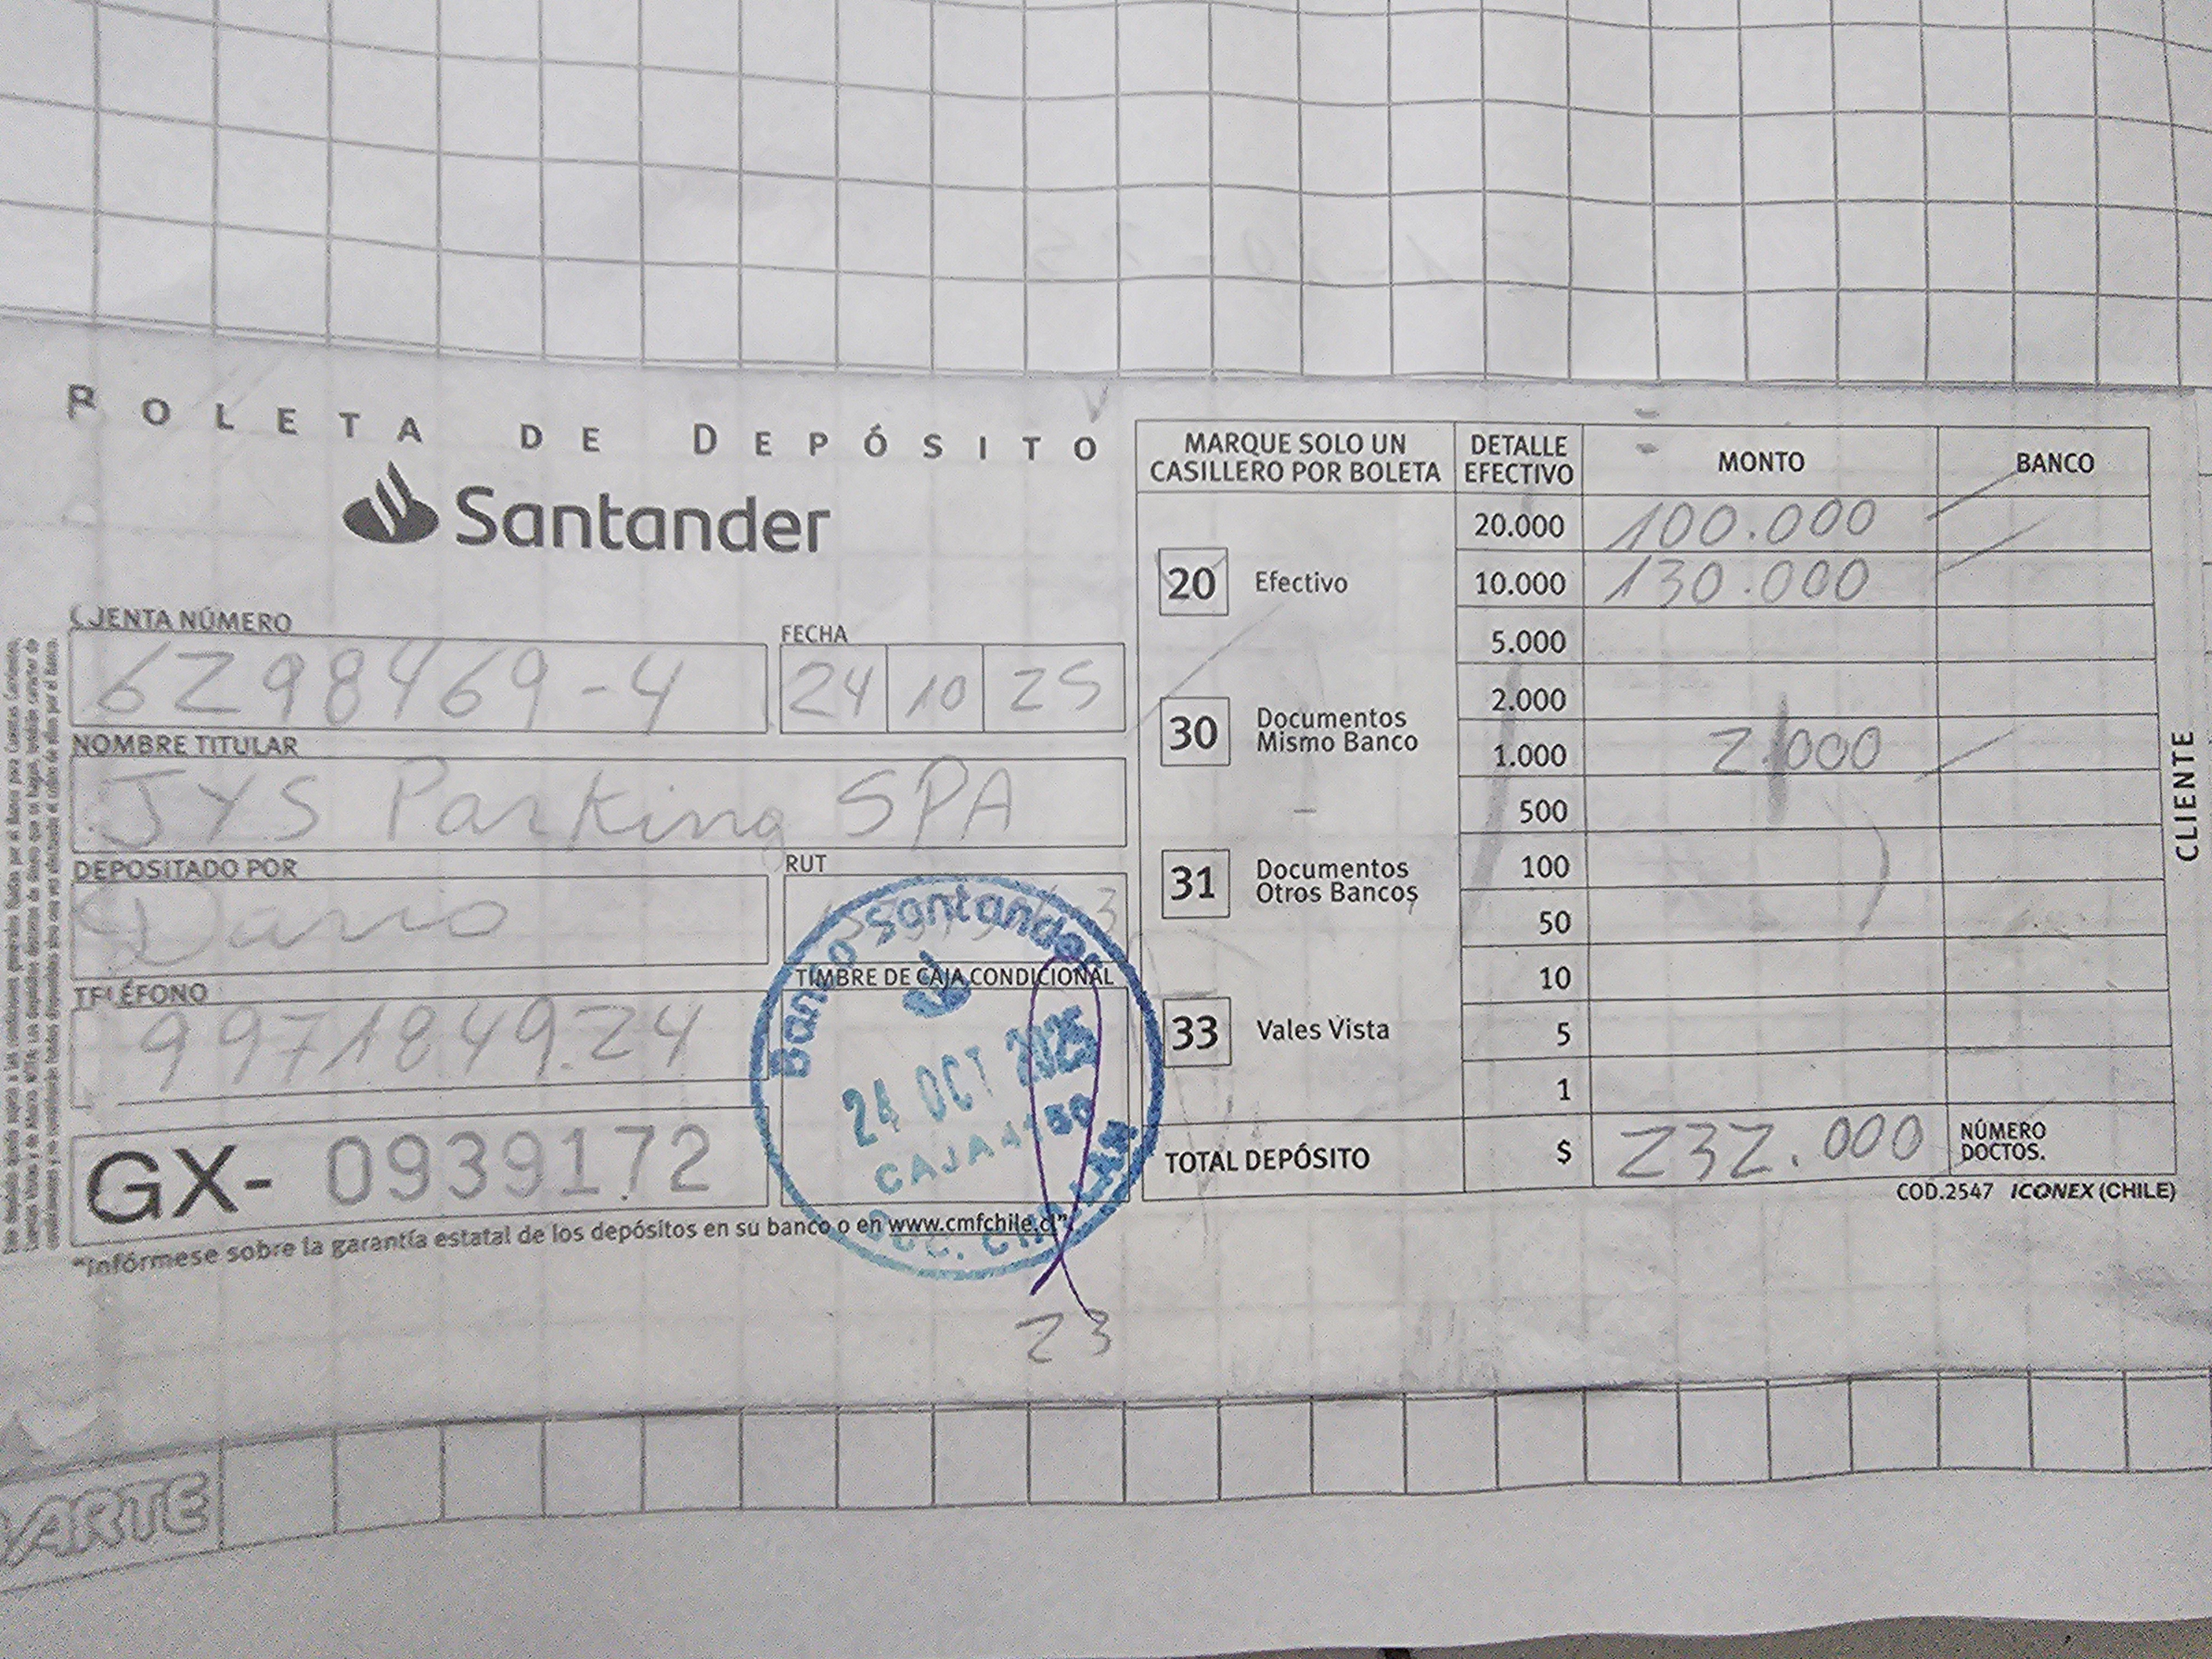 BOLETA DE DEPÓSITO
Santander
CUENTA NÚMERO
6298469-4
FECHA
24 10 25
NOMBRE TITULAR
JYS Parking SPA
DEPOSITADO POR
Dario
RUT
TELÉFONO
997184924
TIMBRE DE CAJA CONDICIONAL
Banco Santander
24 OCT 2025
CAJA
SUC. CHILLAN
GX- 0939172
"Infórmese sobre la garantía estatal de los depósitos en su banco o en www.cmfchile.cl"
23
MARQUE SOLO UN CASILLERO POR BOLETA
20 Efectivo
30 Documentos Mismo Banco
31 Documentos Otros Bancos
33 Vales Vista
DETALLE EFECTIVO MONTO BANCO
20.000 100.000
10.000 130.000
5.000
2.000
1.000 2.000
500
100
50
10
5
1
TOTAL DEPÓSITO $ 232.000 NÚMERO DOCTOS.
COD.2547 ICONEX (CHILE)
CLIENTE
ARTE